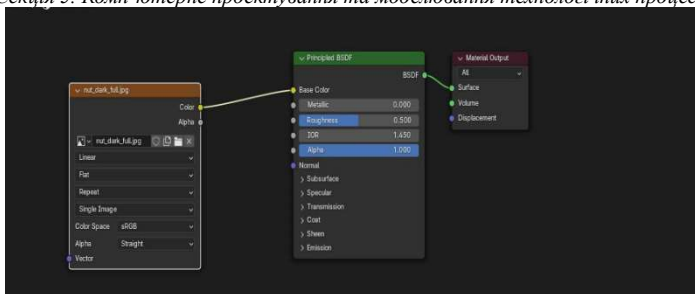 Секція 5. Комп'ютерне проектування та моделювання технологічних процес
nut_dark_full.jpg
Color
Alpha
nut_dark_full.jpg
Linear
Flat
Repeat
Single Image
Color Space sRGB
Alpha Straight
Vector
Principled BSDF
BSDF
Base Color
Metallic 0.000
Roughness 0.500
IOR 1.450
Alpha 1.000
Normal
Subsurface
Specular
Transmission
Coat
Sheen
Emission
Material Output
All
Surface
Volume
Displacement